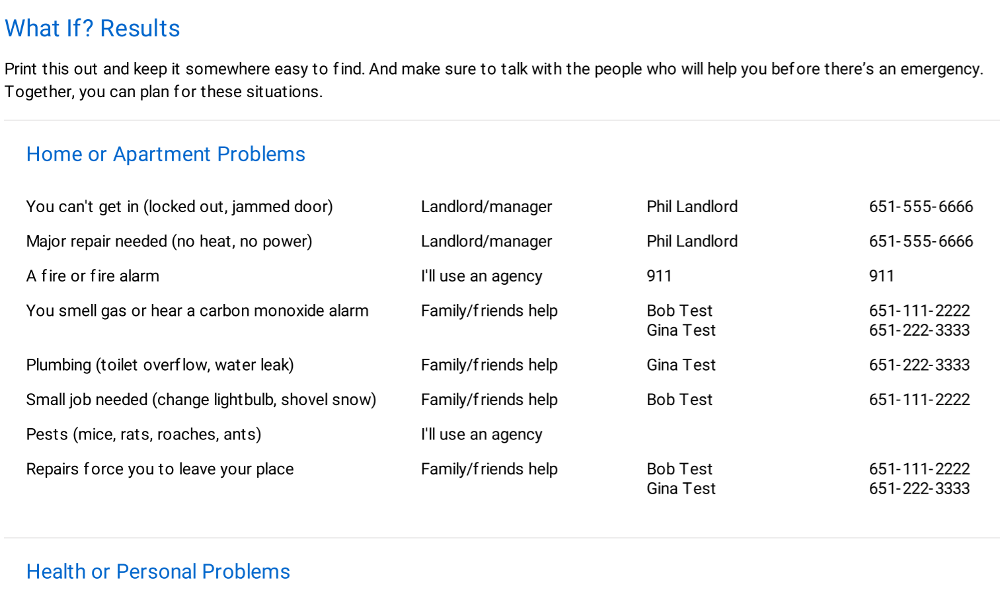 What If? Results
Print this out and keep it somewhere easy to find. And make sure to talk with the people who will help you before there’s an emergency.
Together, you can plan for these situations.
Home or Apartment Problems
You can't get in (locked out, jammed door) Landlord/manager Phil Landlord 651-555-6666
Major repair needed (no heat, no power) Landlord/manager Phil Landlord 651-555-6666
A fire or fire alarm I'll use an agency 911 911
You smell gas or hear a carbon monoxide alarm Family/friends help Bob Test 651-111-2222
Gina Test 651-222-3333
Plumbing (toilet overflow, water leak) Family/friends help Gina Test 651-222-3333
Small job needed (change lightbulb, shovel snow) Family/friends help Bob Test 651-111-2222
Pests (mice, rats, roaches, ants) I'll use an agency
Repairs force you to leave your place Family/friends help Bob Test 651-111-2222
Gina Test 651-222-3333
Health or Personal Problems